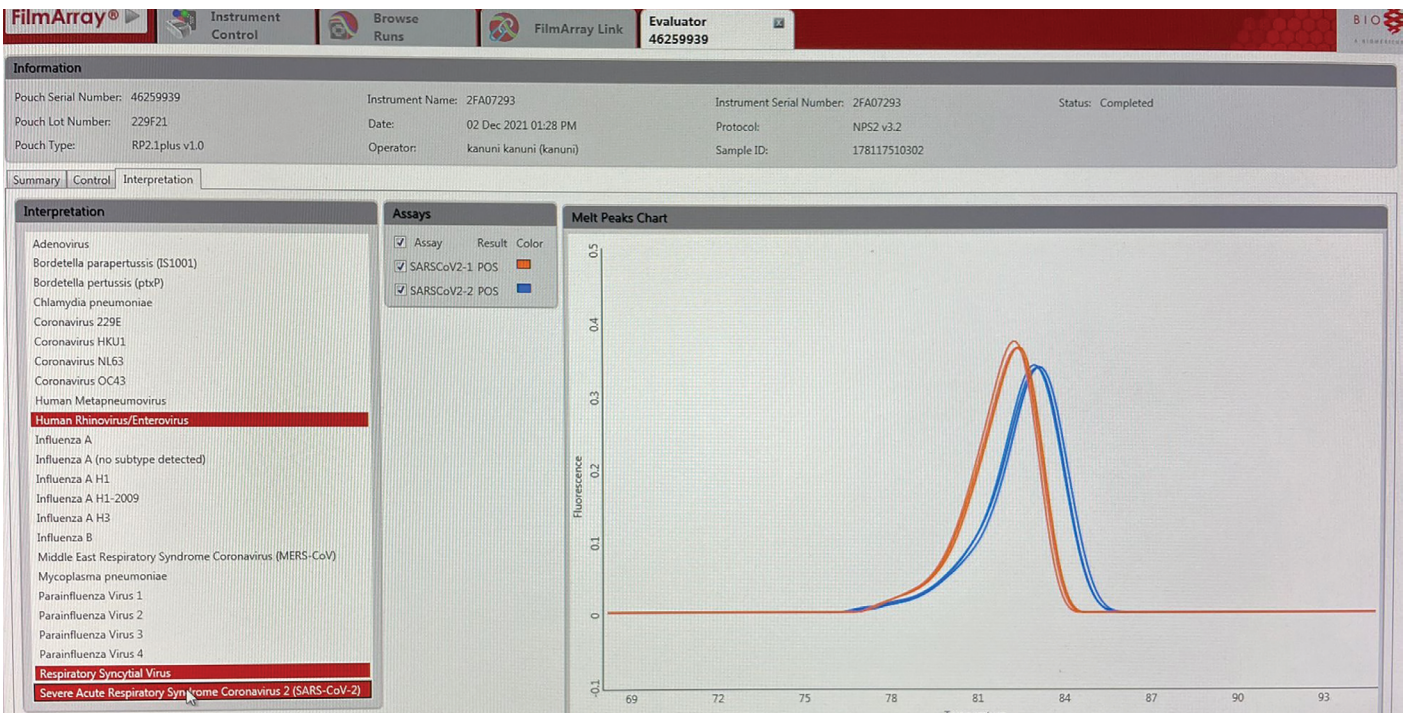 FilmArray®
Instrument Control
Browse Runs
FilmArray Link
Evaluator 46259939
BIO
Information
Pouch Serial Number: 46259939
Instrument Name: 2FA07293
Instrument Serial Number: 2FA07293
Status: Completed
Pouch Lot Number: 229F21
Date: 02 Dec 2021 01:28 PM
Protocol: NPS2 v3.2
Pouch Type: RP2.1plus v1.0
Operator: kanuni kanuni (kanuni)
Sample ID: 178117510302
Summary Control Interpretation
Interpretation
Adenovirus
Bordetella parapertussis (IS1001)
Bordetella pertussis (ptxP)
Chlamydia pneumoniae
Coronavirus 229E
Coronavirus HKU1
Coronavirus NL63
Coronavirus OC43
Human Metapneumovirus
Human Rhinovirus/Enterovirus
Influenza A
Influenza A (no subtype detected)
Influenza A H1
Influenza A H1-2009
Influenza A H3
Influenza B
Middle East Respiratory Syndrome Coronavirus (MERS-CoV)
Mycoplasma pneumoniae
Parainfluenza Virus 1
Parainfluenza Virus 2
Parainfluenza Virus 3
Parainfluenza Virus 4
Respiratory Syncytial Virus
Severe Acute Respiratory Syndrome Coronavirus 2 (SARS-CoV-2)
Assays
Assay Result Color
SARSCoV2-1 POS
SARSCoV2-2 POS
Melt Peaks Chart
0.5
0.4
0.3
0.2
0.1
0
-0.1
Fluorescence
69 72 75 78 81 84 87 90 93